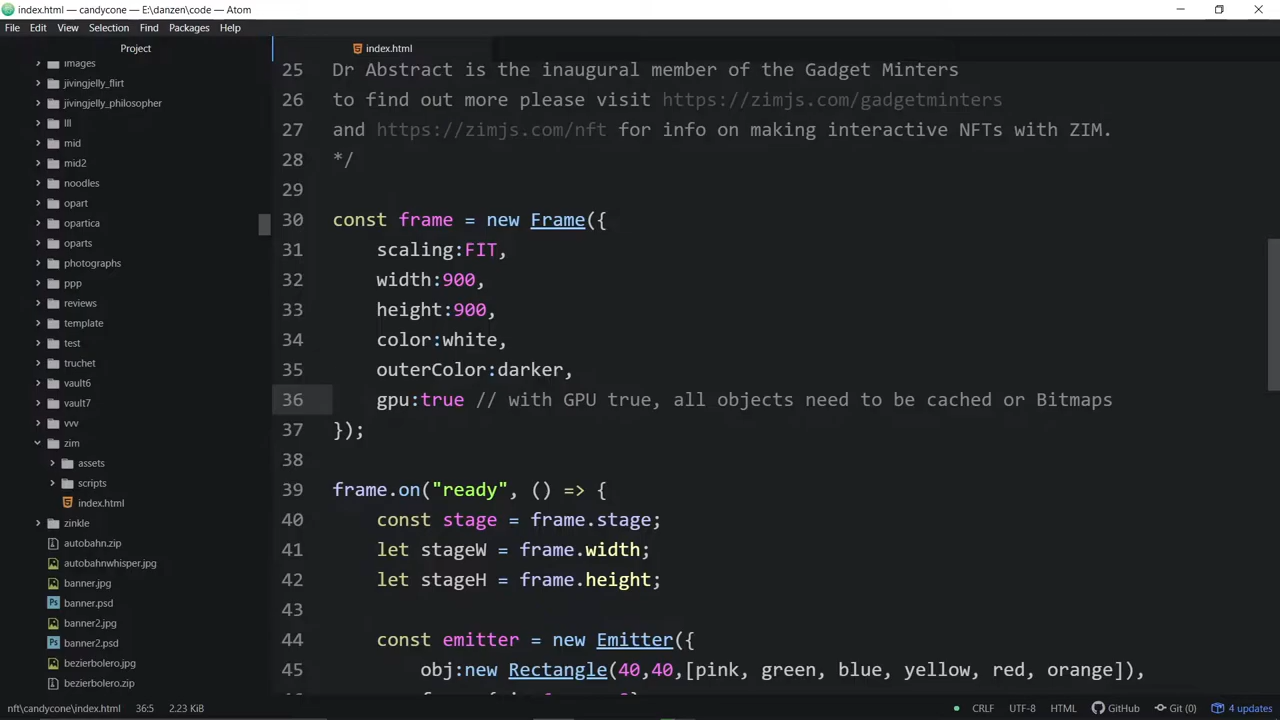 index.html — candycone — E:\danzen\code — Atom
File Edit View Selection Find Packages Help
Project
index.html
images
jivingjelly_flirt
jivingjelly_philosopher
lll
mid
mid2
noodles
opart
opartica
oparts
photographs
ppp
reviews
template
test
truchet
vault6
vault7
vvv
zim
assets
scripts
index.html
zinkle
autobahn.zip
autobahnwhisper.jpg
banner.jpg
banner.psd
banner2.jpg
banner2.psd
bezierbolero.jpg
bezierbolero.zip
25 Dr Abstract is the inaugural member of the Gadget Minters
26 to find out more please visit https://zimjs.com/gadgetminters
27 and https://zimjs.com/nft for info on making interactive NFTs with ZIM.
28 */
29
30 const frame = new Frame({
31 scaling:FIT,
32 width:900,
33 height:900,
34 color:white,
35 outerColor:darker,
36 gpu:true // with GPU true, all objects need to be cached or Bitmaps
37 });
38
39 frame.on("ready", () => {
40 const stage = frame.stage;
41 let stageW = frame.width;
42 let stageH = frame.height;
43
44 const emitter = new Emitter({
45 obj:new Rectangle(40,40,[pink, green, blue, yellow, red, orange]),
nft\candycone\index.html 36:5 2.23 KiB CRLF UTF-8 HTML GitHub Git (0) 4 updates